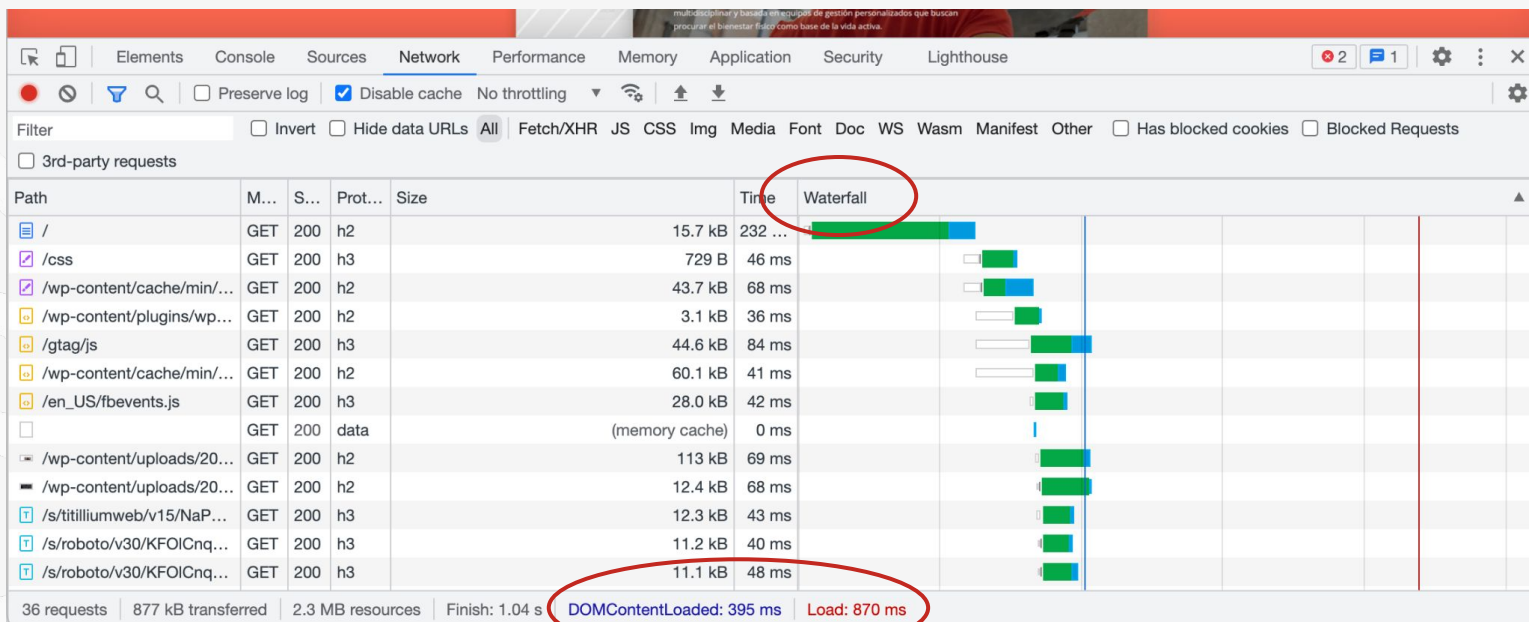 multidisciplinar y basada en equipos de gestión personalizados que buscan
procurar el bienestar físico como base de la vida activa.
Elements Console Sources Network Performance Memory Application Security Lighthouse 2 1
Preserve log Disable cache No throttling
Filter Invert Hide data URLs All Fetch/XHR JS CSS Img Media Font Doc WS Wasm Manifest Other Has blocked cookies Blocked Requests
3rd-party requests
Path M... S... Prot... Size Time Waterfall
/ GET 200 h2 15.7 kB 232 ...
/css GET 200 h3 729 B 46 ms
/wp-content/cache/min/... GET 200 h2 43.7 kB 68 ms
/wp-content/plugins/wp... GET 200 h2 3.1 kB 36 ms
/gtag/js GET 200 h3 44.6 kB 84 ms
/wp-content/cache/min/... GET 200 h2 60.1 kB 41 ms
/en_US/fbevents.js GET 200 h3 28.0 kB 42 ms
GET 200 data (memory cache) 0 ms
/wp-content/uploads/20... GET 200 h2 113 kB 69 ms
/wp-content/uploads/20... GET 200 h2 12.4 kB 68 ms
/s/titilliumweb/v15/NaP... GET 200 h3 12.3 kB 43 ms
/s/roboto/v30/KFOlCnq... GET 200 h3 11.2 kB 40 ms
/s/roboto/v30/KFOlCnq... GET 200 h3 11.1 kB 48 ms
36 requests 877 kB transferred 2.3 MB resources Finish: 1.04 s DOMContentLoaded: 395 ms Load: 870 ms